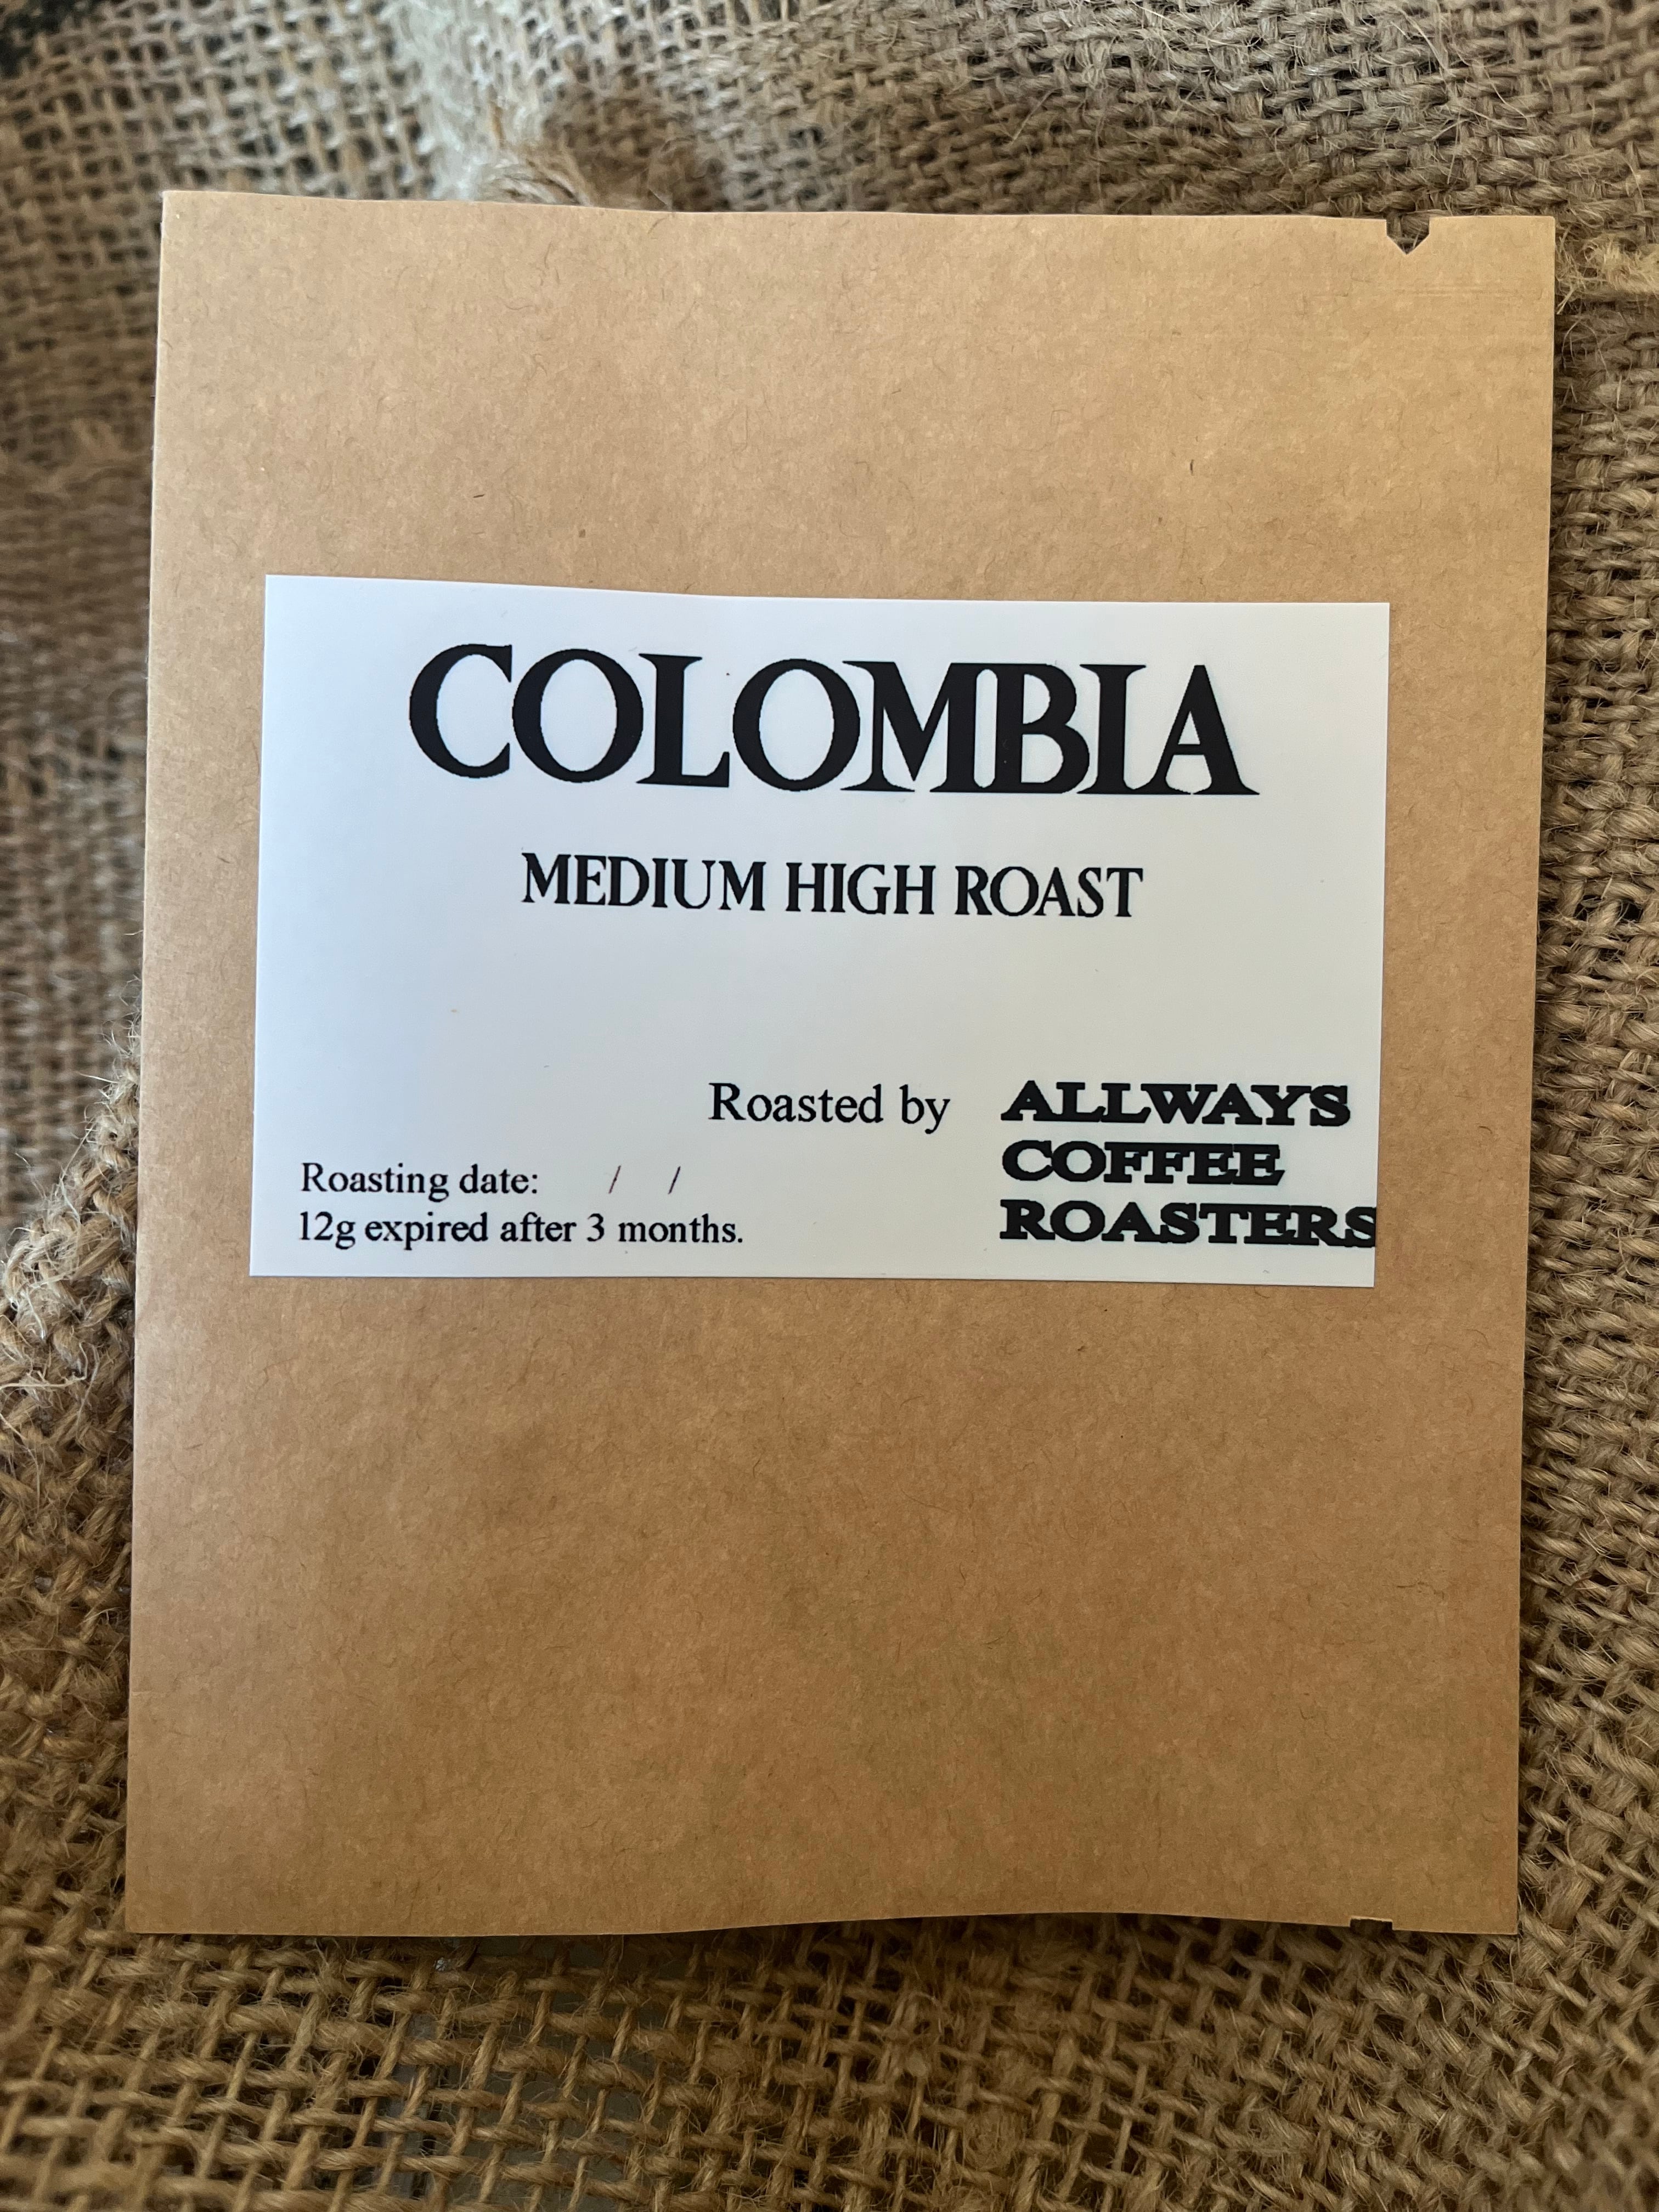 COLOMBIA
MEDIUM HIGH ROAST
Roasted by ALLWAYS
COFFEE
ROASTERS
Roasting date: / /
12g expired after 3 months.